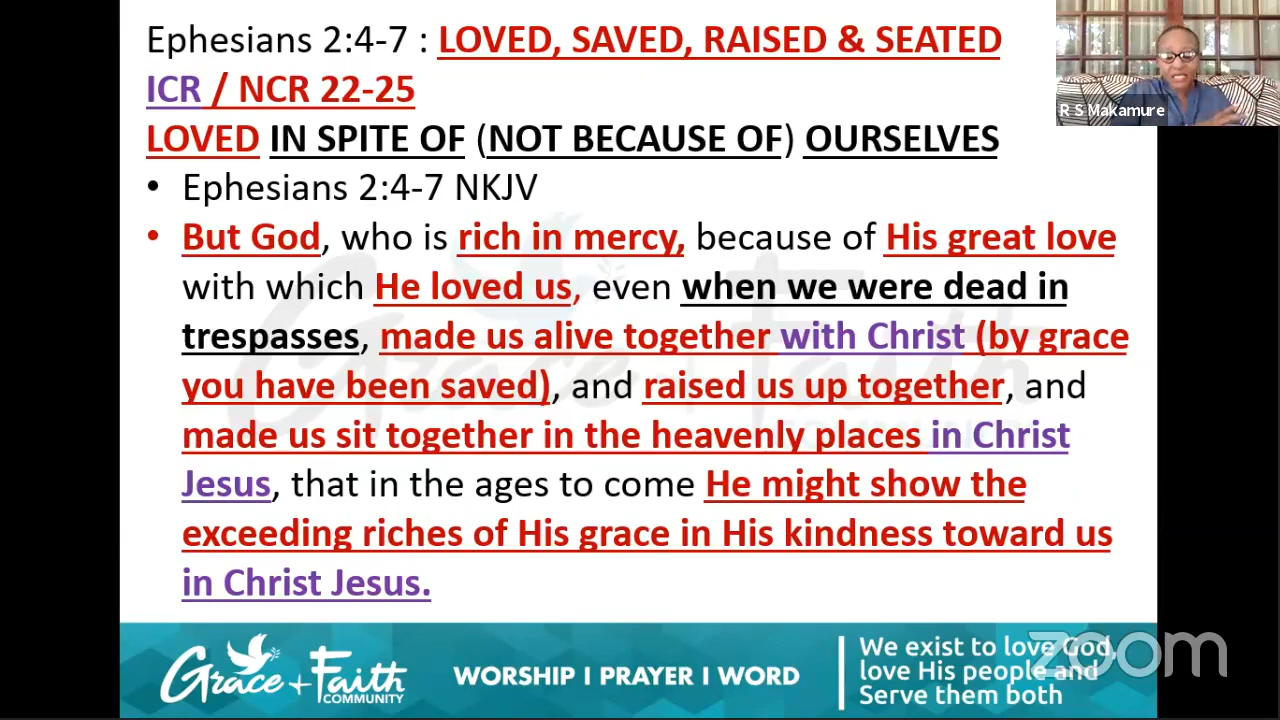 Ephesians 2:4-7 : LOVED, SAVED, RAISED & SEATED
ICR / NCR 22-25
LOVED IN SPITE OF (NOT BECAUSE OF) OURSELVES
• Ephesians 2:4-7 NKJV
• But God, who is rich in mercy, because of His great love
with which He loved us, even when we were dead in
trespasses, made us alive together with Christ (by grace
you have been saved), and raised us up together, and
made us sit together in the heavenly places in Christ
Jesus, that in the ages to come He might show the
exceeding riches of His grace in His kindness toward us
in Christ Jesus.
R S Makamure
Grace + Faith
COMMUNITY
WORSHIP I PRAYER I WORD
We exist to love God,
love His people and
Serve them both
zoom
Grace + Faith